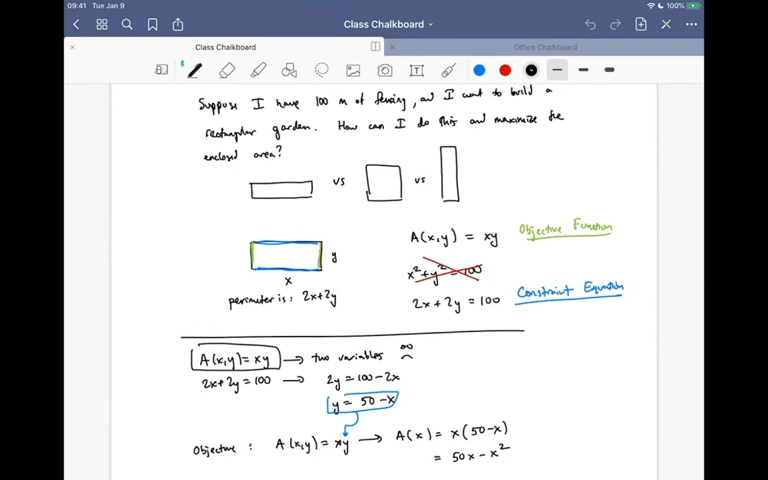 09:41 Tue Jan 9
100%
Class Chalkboard
Class Chalkboard
Office Chalkboard
Suppose I have 100 m of fencing, and I want to build a
rectangular garden. How can I do this and maximize the
enclosed area?
vs
vs
A(x,y) = xy
Objective Function
y
x² + y² = 100
x
Constraint Equation
perimeter is: 2x+2y
2x + 2y = 100
A(x,y) = xy → two variables
2x+2y = 100 → 2y = 100 - 2x
y = 50 - x
Objective : A(x,y) = xy → A(x) = x(50-x)
= 50x - x²